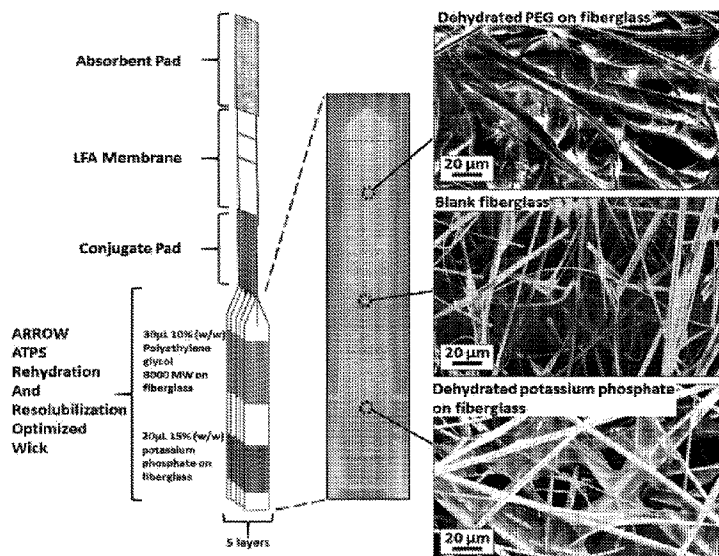 Absorbent Pad
LFA Membrane
Conjugate Pad
ARROW
ATPS
Rehydration
And
Resolubilization
Optimized
Wick
30µL 10% (w/w)
Polyethylene
glycol
8000 MW on
fiberglass
20µL 15% (w/w)
potassium
phosphate on
fiberglass
5 layers
Dehydrated PEG on fiberglass
20 µm
Blank fiberglass
20 µm
Dehydrated potassium phosphate
on fiberglass
20 µm